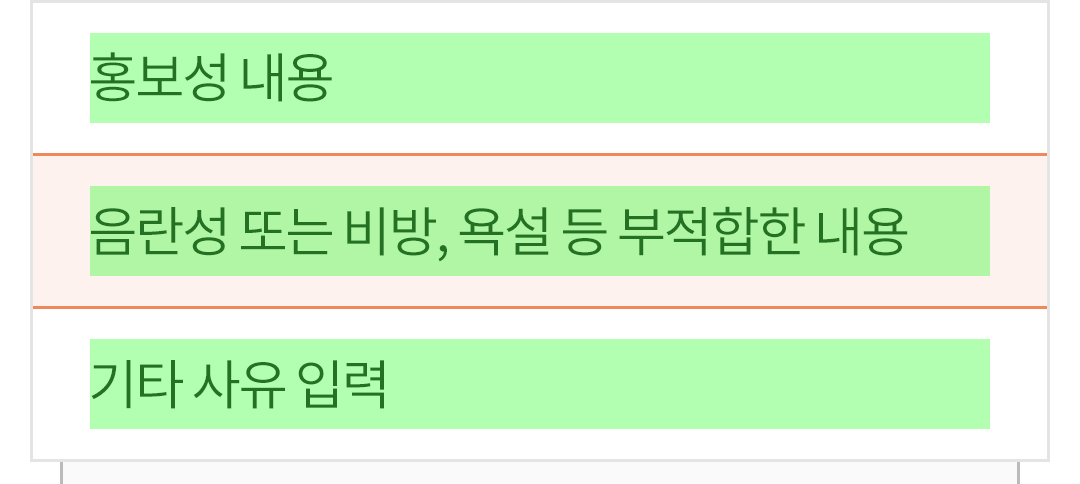 홍보성 내용
음란성 또는 비방, 욕설 등 부적합한 내용
기타 사유 입력